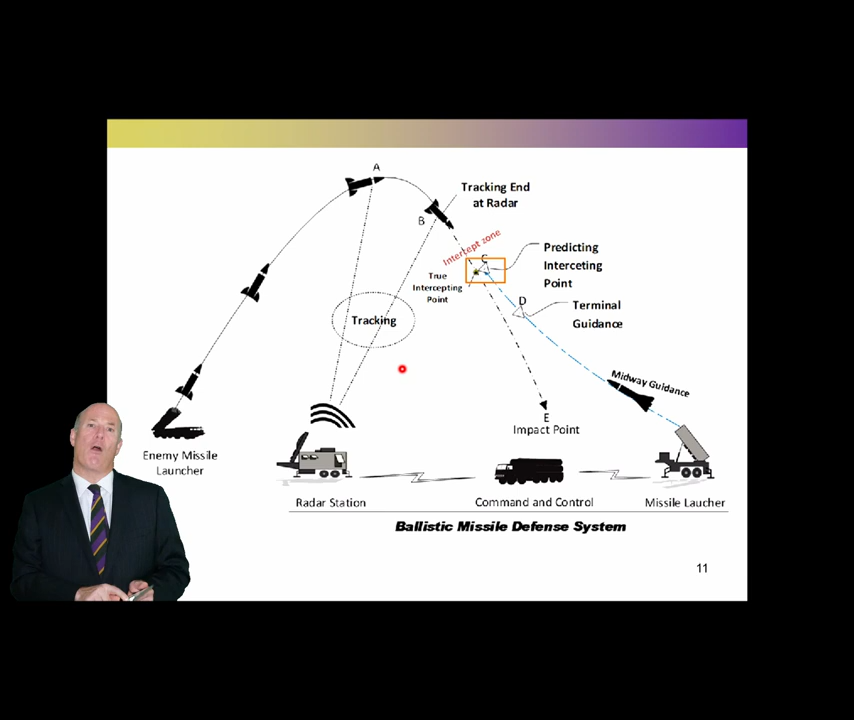 A
Tracking End
at Radar
B
Intercept zone
C
Predicting
Interceting
Point
True
Intercepting
Point
D
Terminal
Guidance
Tracking
Midway Guidance
E
Impact Point
Enemy Missile
Launcher
Radar Station
Command and Control
Missile Laucher
Ballistic Missile Defense System
11